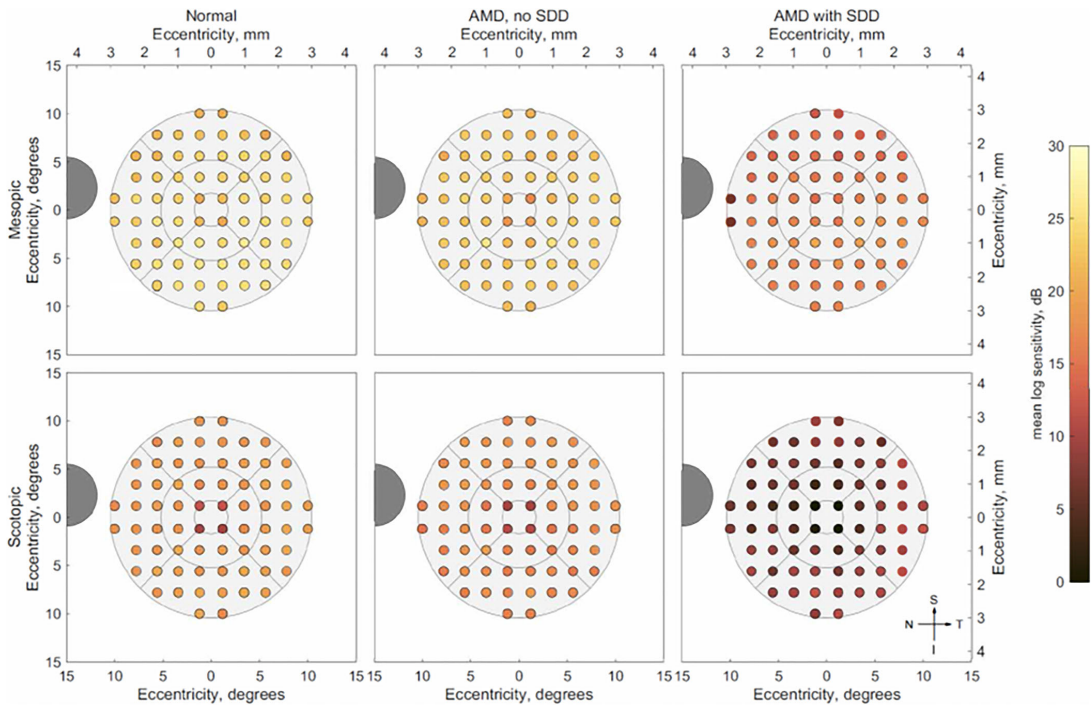 Normal
Eccentricity, mm
AMD, no SDD
Eccentricity, mm
AMD with SDD
Eccentricity, mm
4 3 2 1 0 1 2 3 4
4 3 2 1 0 1 2 3 4
4 3 2 1 0 1 2 3 4
Mesopic
Eccentricity, degrees
15
10
5
0
5
10
15
4
3
2
1
0
1
2
3
4
Eccentricity, mm
Scotopic
Eccentricity, degrees
15
10
5
0
5
10
15
4
3
2
1
0
1
2
3
4
Eccentricity, mm
S
N T
I
15 10 5 0 5 10 15
15 10 5 0 5 10 15
15 10 5 0 5 10 15
Eccentricity, degrees
Eccentricity, degrees
Eccentricity, degrees
30
25
20
15
10
5
0
mean log sensitivity, dB